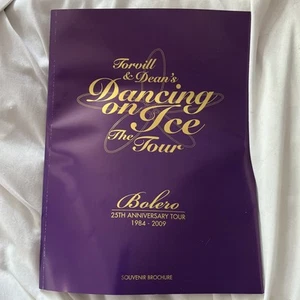 Torvill
& Dean's
Dancing
on Ice
The Tour
Bolero
25TH ANNIVERSARY TOUR
1984 - 2009
SOUVENIR BROCHURE